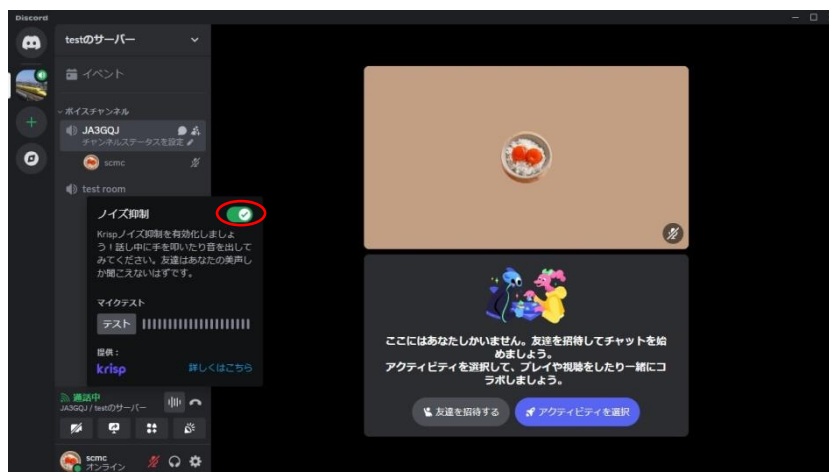 Discord
testのサーバー
イベント
ボイスチャンネル
JA3GQJ
チャンネルステータスを設定
scmc
test room
ノイズ抑制
Krispノイズ抑制を有効化しましょ
う！話し中に手を叩いたり音を出して
みてください。友達はあなたの美声し
か聞こえないはずです。
マイクテスト
テスト
提供：
krisp
詳しくはこちら
通話中
JA3GQJ / testのサーバー
scmc
オンライン
ここにはあなたしかいません。友達を招待してチャットを始
めましょう。
アクティビティを選択して、プレイや視聴をしたり一緒にコ
ラボしましょう。
友達を招待する
アクティビティを選択